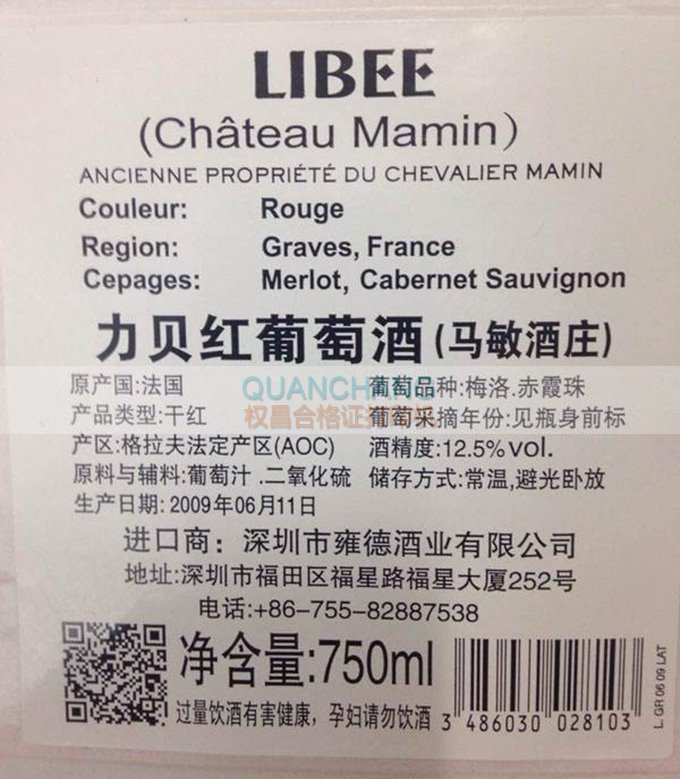 LIBEE
(Château Mamin)
ANCIENNE PROPRIÉTÉ DU CHEVALIER MAMIN
Couleur: Rouge
Region: Graves, France
Cepages: Merlot, Cabernet Sauvignon
力贝红葡萄酒(马敏酒庄)
原产国:法国 葡萄品种:梅洛.赤霞珠
QUANCHANG
产品类型:干红 葡萄采摘年份:见瓶身前标
权昌合格证打码机
产区:格拉夫法定产区(AOC) 酒精度:12.5%vol.
原料与辅料:葡萄汁.二氧化硫 储存方式:常温,避光卧放
生产日期:2009年06月11日
进口商:深圳市雍德酒业有限公司
地址:深圳市福田区福星路福星大厦252号
电话:+86-755-82887538
净含量:750ml
过量饮酒有害健康,孕妇请勿饮酒
3 486030 028103
L. GR 06 09 LAT